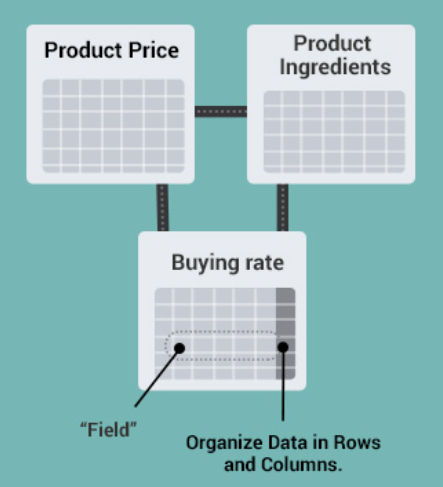 Product Price
Product
Ingredients
Buying rate
“Field”
Organize Data in Rows
and Columns.